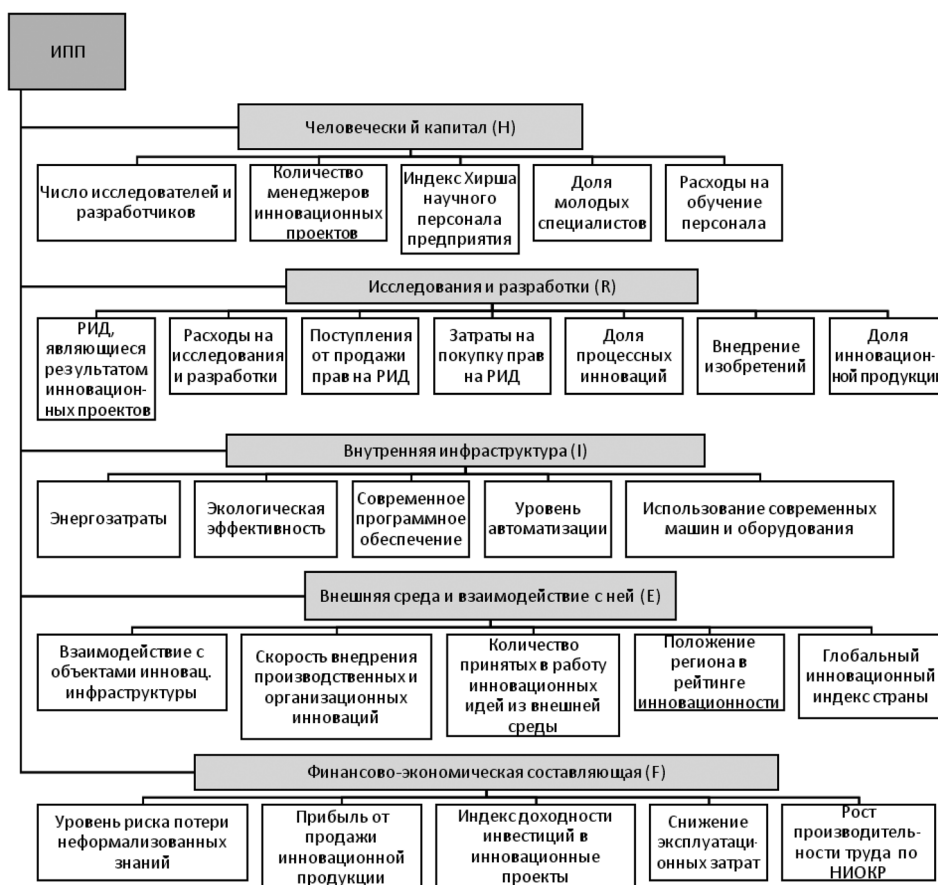 ИПП
Человеческий капитал (H)
Число исследователей и
разработчиков
Количество
менеджеров
инновационных
проектов
Индекс Хирша
научного
персонала
предприятия
Доля
молодых
специалистов
Расходы на
обучение
персонала
Исследования и разработки (R)
РИД,
являющиеся
результатом
инновацион-
ных проектов
Расходы на
исследования
и разработки
Поступления
от продажи
прав на РИД
Затраты на
покупку прав
на РИД
Доля
процессных
инноваций
Внедрение
изобретений
Доля
инновацион-
ной продукции
Внутренняя инфраструктура (I)
Энергозатраты
Экологическая
эффективность
Современное
программное
обеспечение
Уровень
автоматизации
Использование современных
машин и оборудования
Внешняя среда и взаимодействие с ней (E)
Взаимодействие с
объектами инновац.
инфраструктуры
Скорость внедрения
производственных и
организационных
инноваций
Количество
принятых в работу
инновационных
идей из внешней
среды
Положение
региона в
рейтинге
инновационности
Глобальный
инновационный
индекс страны
Финансово-экономическая составляющая (F)
Уровень риска потери
неформализованных
знаний
Прибыль от
продажи
инновационной
продукции
Индекс доходности
инвестиций в
инновационные
проекты
Снижение
эксплуатаци-
онных затрат
Рост
производитель-
ности труда по
НИОКР